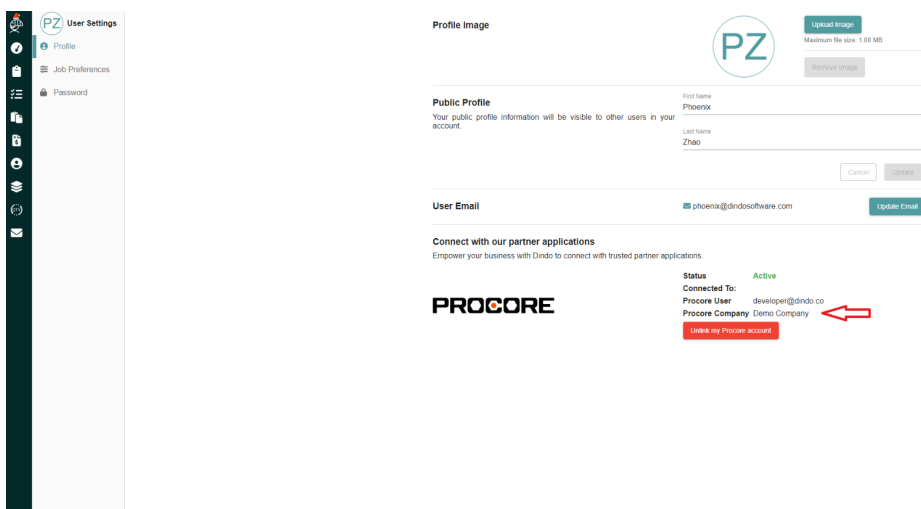 PZ User Settings
Profile
Job Preferences
Password
Profile Image
PZ
Upload Image
Maximum file size: 1.00 MB
Remove Image
Public Profile
Your public profile information will be visible to other users in your
account.
First Name
Phoenix
Last Name
Zhao
Cancel Update
User Email
phoenix@dindosoftware.com
Update Email
Connect with our partner applications
Empower your business with Dindo to connect with trusted partner applications.
PROCORE
Status Active
Connected To:
Procore User developer@dindo.co
Procore Company Demo Company
Unlink my Procore account